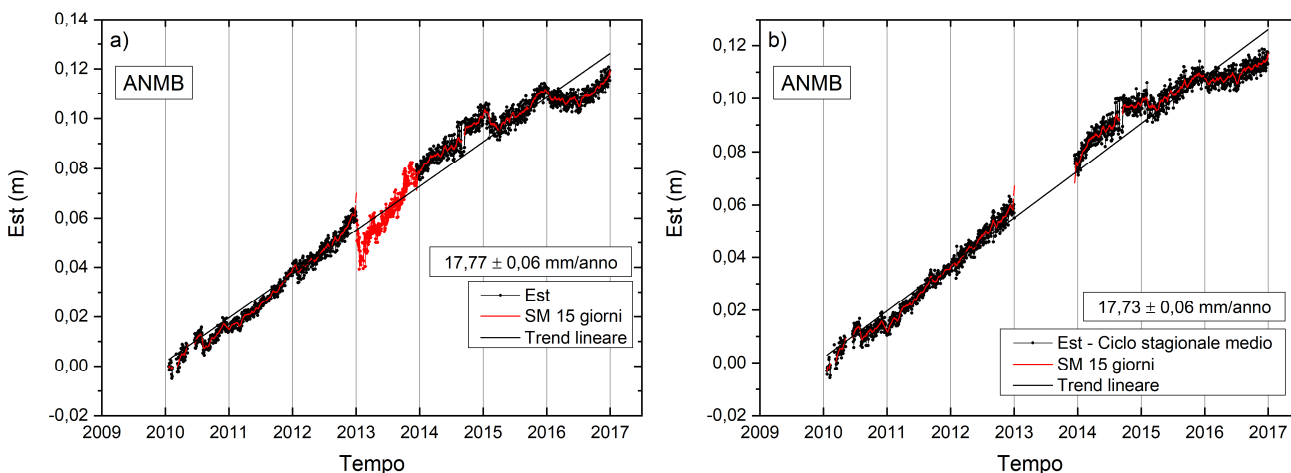 a)
ANMB
Est (m)
0,14
0,12
0,10
0,08
0,06
0,04
0,02
0,00
-0,02
17,77 ± 0,06 mm/anno
Est
SM 15 giorni
Trend lineare
2009 2010 2011 2012 2013 2014 2015 2016 2017
Tempo
b)
ANMB
Est (m)
0,12
0,10
0,08
0,06
0,04
0,02
0,00
-0,02
17,73 ± 0,06 mm/anno
Est - Ciclo stagionale medio
SM 15 giorni
Trend lineare
2009 2010 2011 2012 2013 2014 2015 2016 2017
Tempo